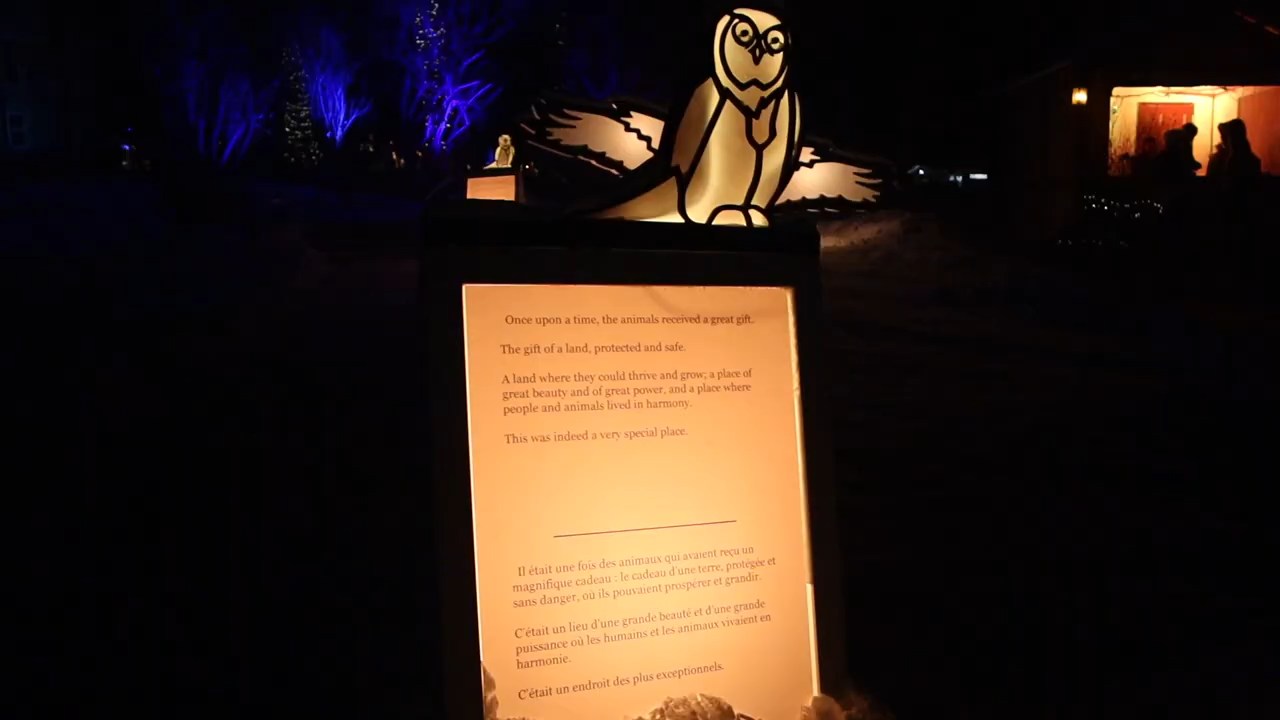 Once upon a time, the animals received a great gift.
The gift of a land, protected and safe.
A land where they could thrive and grow; a place of
great beauty and of great power, and a place where
people and animals lived in harmony.
This was indeed a very special place.
Il était une fois des animaux qui avaient reçu un
magnifique cadeau : le cadeau d'une terre, protégée et
sans danger, où ils pouvaient prospérer et grandir.
C'était un lieu d'une grande beauté et d'une grande
puissance où les humains et les animaux vivaient en
harmonie.
C'était un endroit des plus exceptionnels.